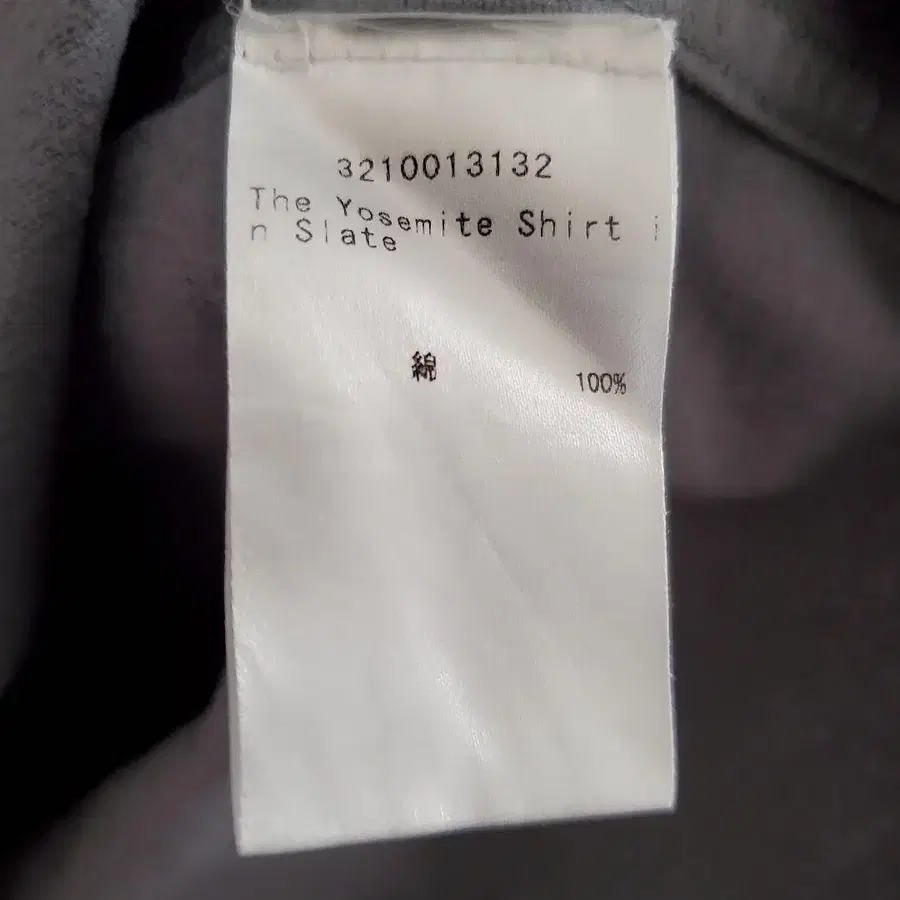 3210013132
The Yosemite Shirt i
n Slate
綿 100%